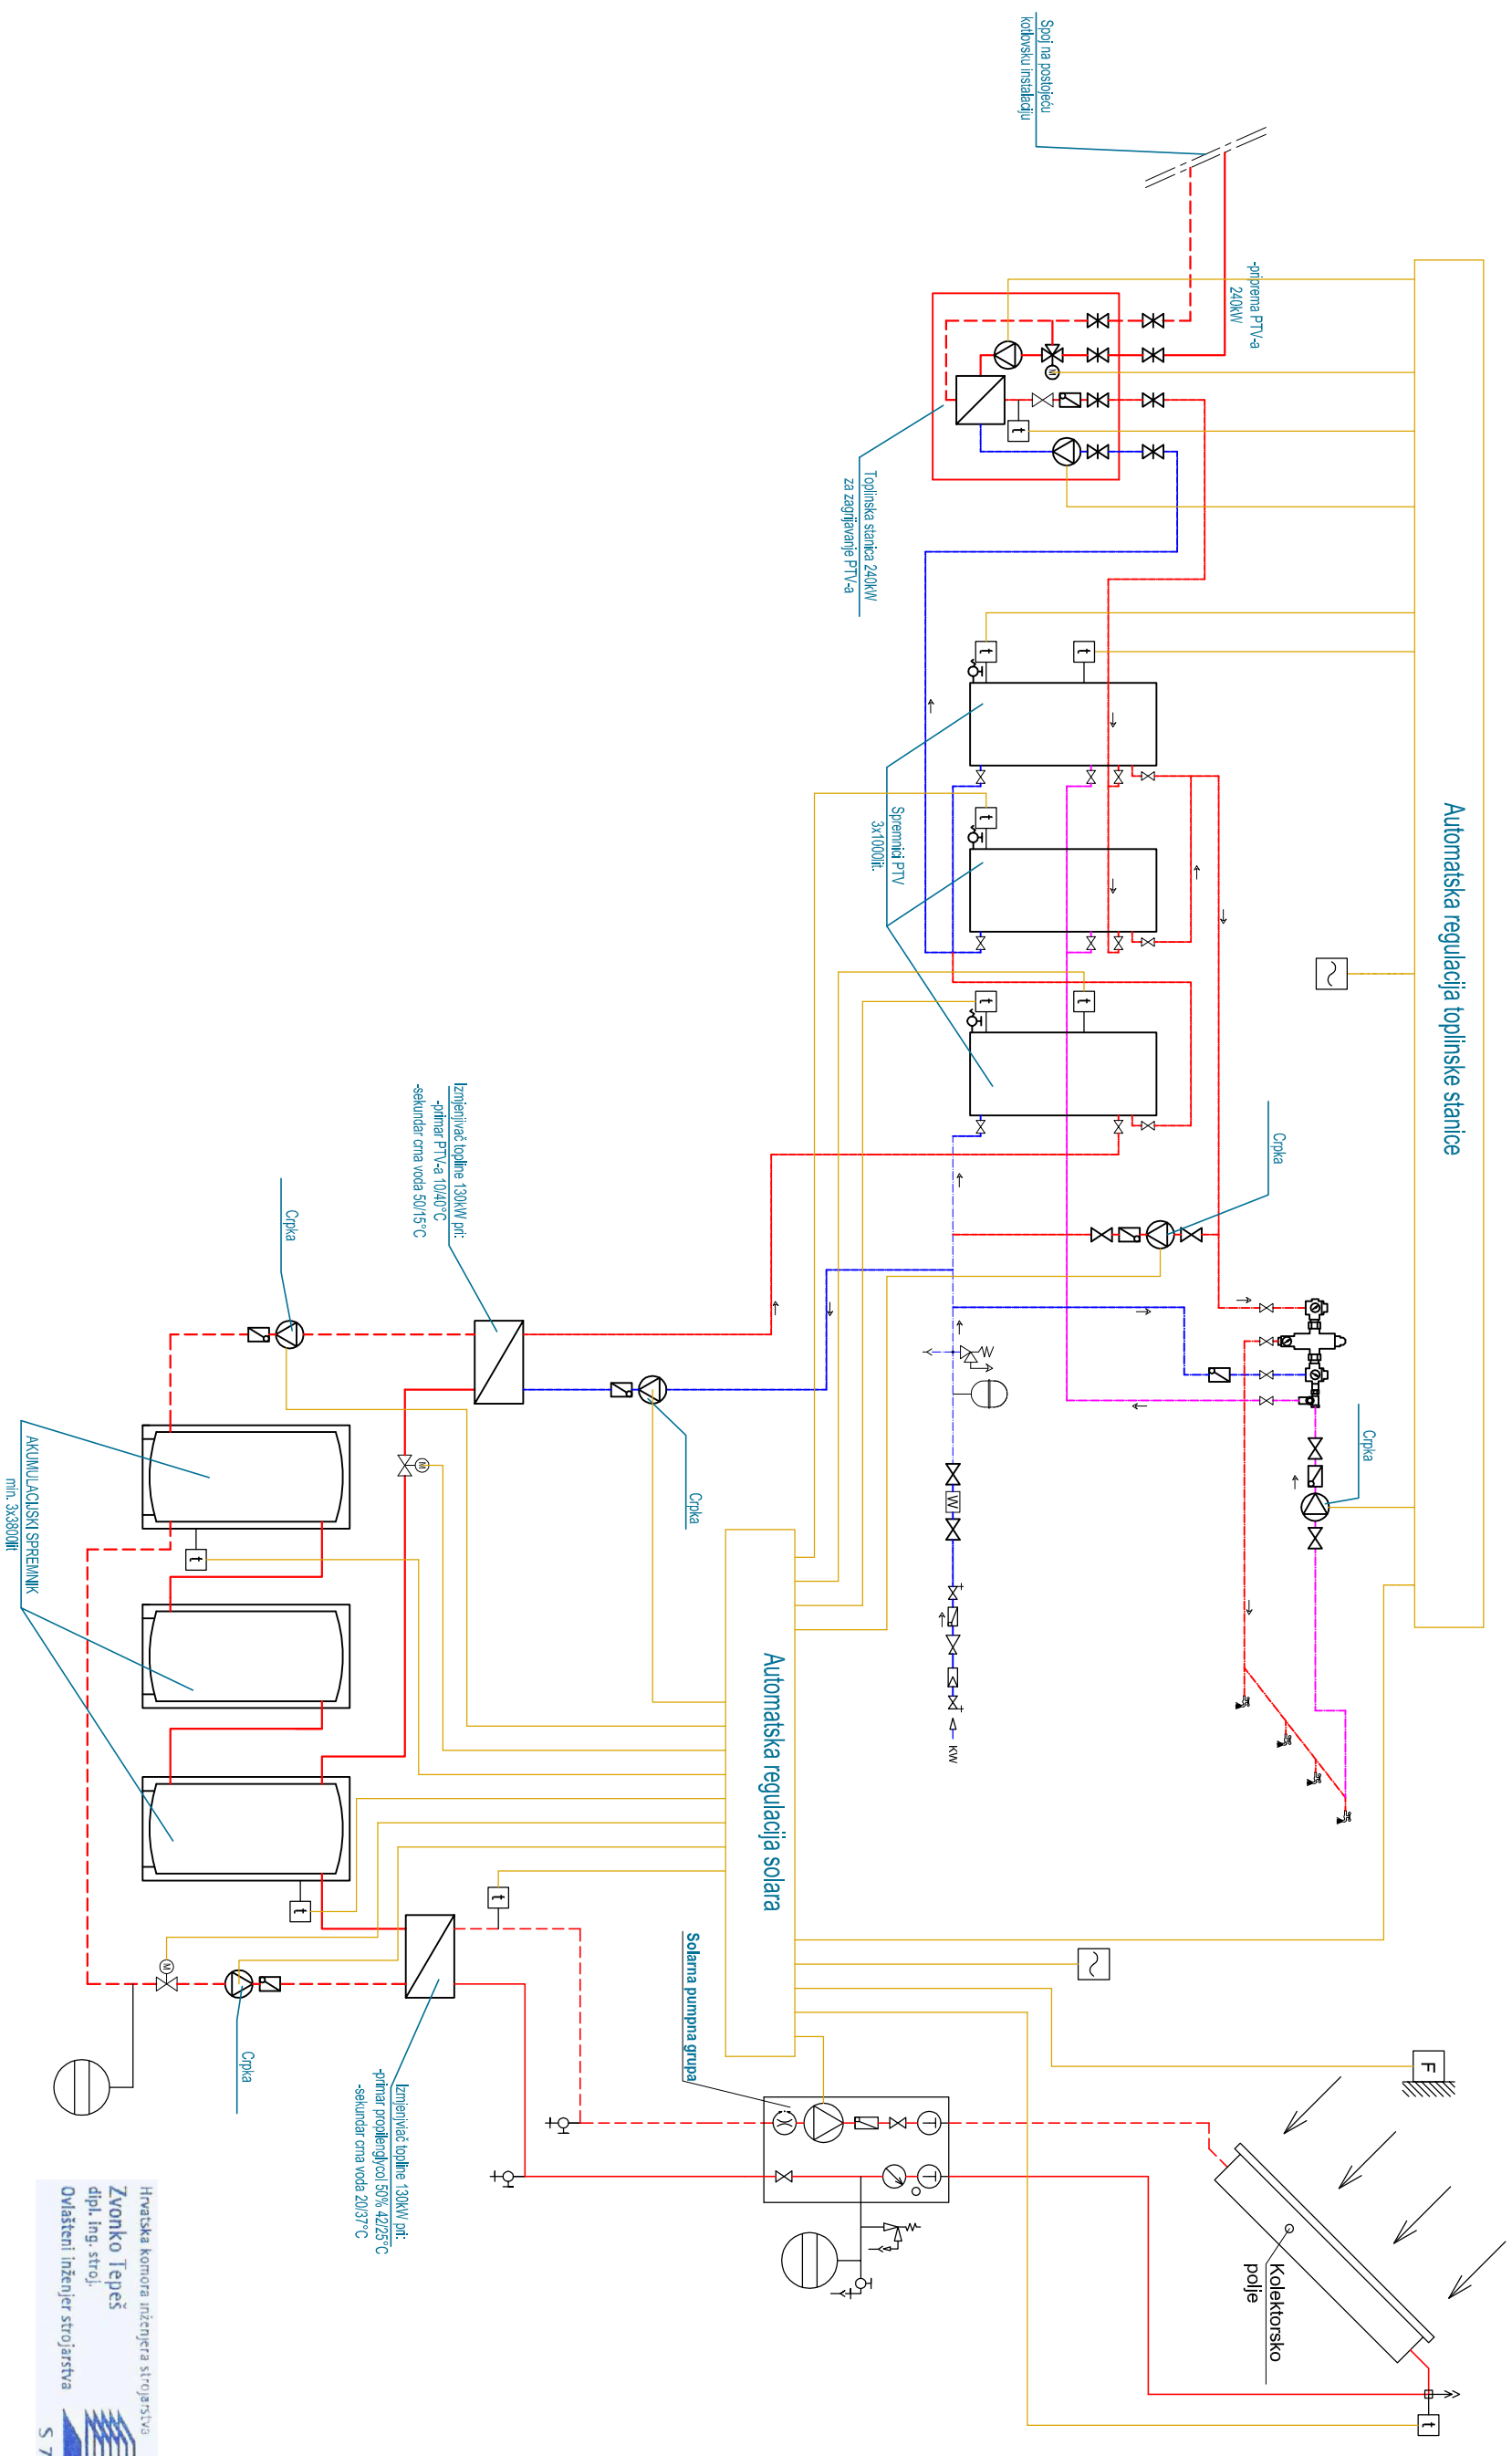 Automatska regulacija toplinske stanice
Spoj na postojeću
kotlovsku instalaciju
-priprema PTV-a
240kW
M
t
Toplinska stanica 240kW
za zagrijavanje PTV-a
t
t
t
t
t
Spremnici PTV
3x1000lit.
Crpka
Crpka
W
KW
Izmjenjivač topline 130kW pri:
-primar PTV-a 10/40°C
-sekundar crna voda 50/15°C
Crpka
Crpka
M
Automatska regulacija solara
AKUMULACIJSKI SPREMNIK
min. 3x3800lit
t
t
t
M
Crpka
Izmjenjivač topline 130kW pri:
-primar propilenglycol 50% 42/25°C
-sekundar crna voda 20/37°C
Solarna pumpna grupa
T
T
F
Kolektorsko
polje
t
Hrvatska komora inženjera strojarstva
Zvonko Tepeš
dipl. ing. stroj.
Ovlašteni inženjer strojarstva
S 7